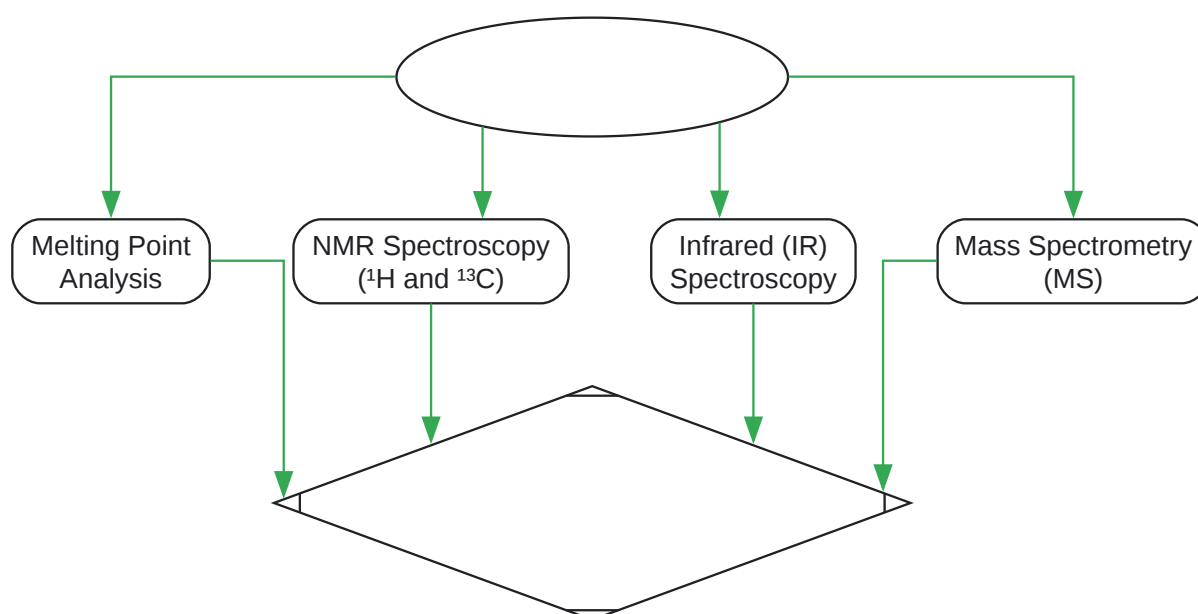 Melting Point
Analysis
NMR Spectroscopy
(¹H and ¹³C)
Infrared (IR)
Spectroscopy
Mass Spectrometry
(MS)